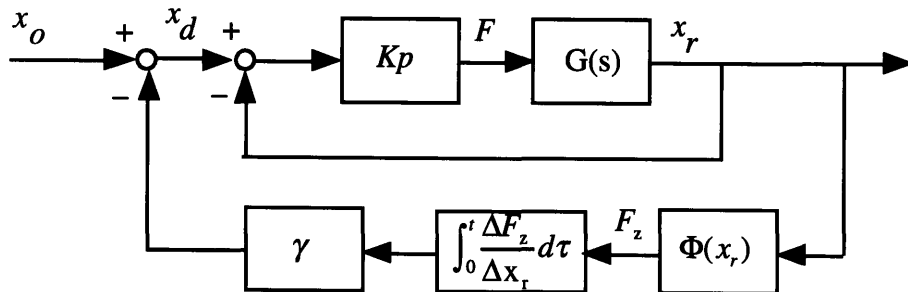 x_o + x_d + Kp F G(s) x_r
− −
γ ∫_0^t ΔF_z/Δx_r dτ F_z Φ(x_r)